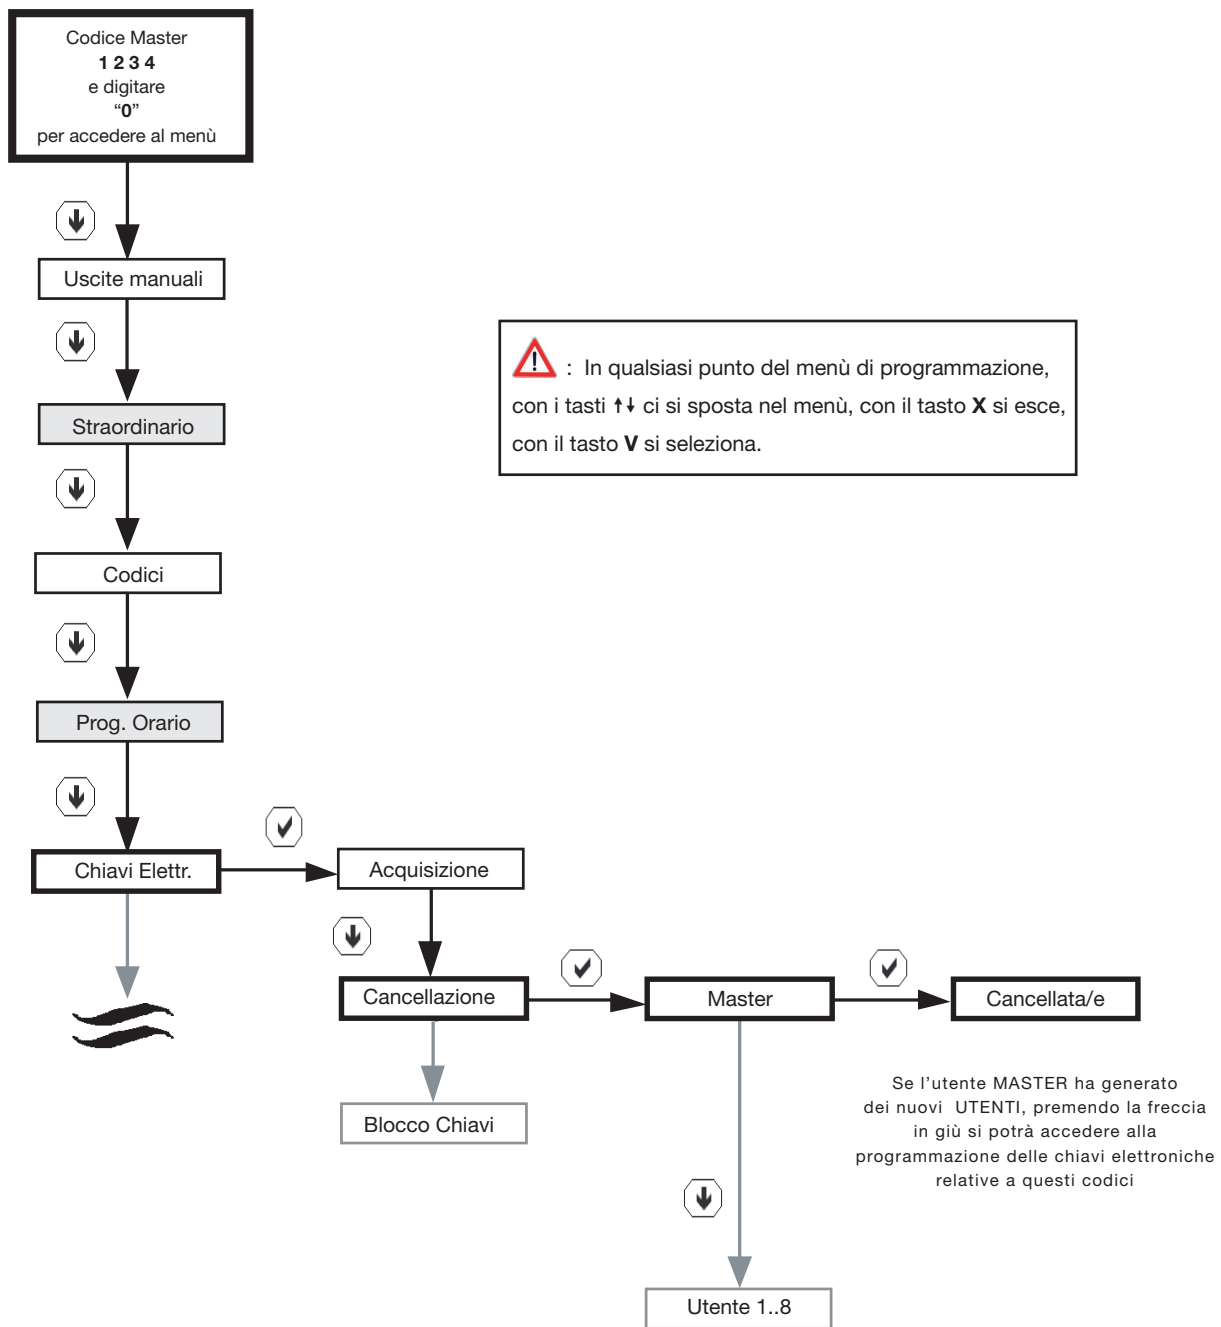 Codice Master
1 2 3 4
e digitare
“0”
per accedere al menù
Uscite manuali
Straordinario
: In qualsiasi punto del menù di programmazione,
con i tasti ↑↓ ci si sposta nel menù, con il tasto X si esce,
con il tasto V si seleziona.
Codici
Prog. Orario
Chiavi Elettr.
Acquisizione
Cancellazione
Master
Cancellata/e
Blocco Chiavi
Se l’utente MASTER ha generato
dei nuovi UTENTI, premendo la freccia
in giù si potrà accedere alla
programmazione delle chiavi elettroniche
relative a questi codici
Utente 1..8